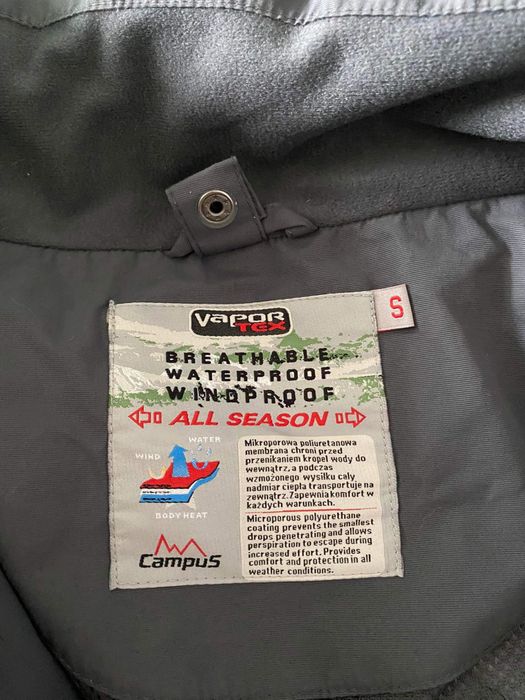 VAPOR
TEX
S
BREATHABLE
WATERPROOF
WINDPROOF
ALL SEASON
WATER
WIND
BODY HEAT
CAMPUS
Mikroporowa poliuretanowa
membrana chroni przed
przenikaniem kropel wody do
wewnątrz, a podczas
wzmożonego wysiłku cały
nadmiar ciepła transportuje na
zewnątrz. Zapewnia komfort w
każdych warunkach.
Microporous polyurethane
coating prevents the smallest
drops penetrating and allows
perspiration to escape during
increased effort. Provides
comfort and protection in all
weather conditions.